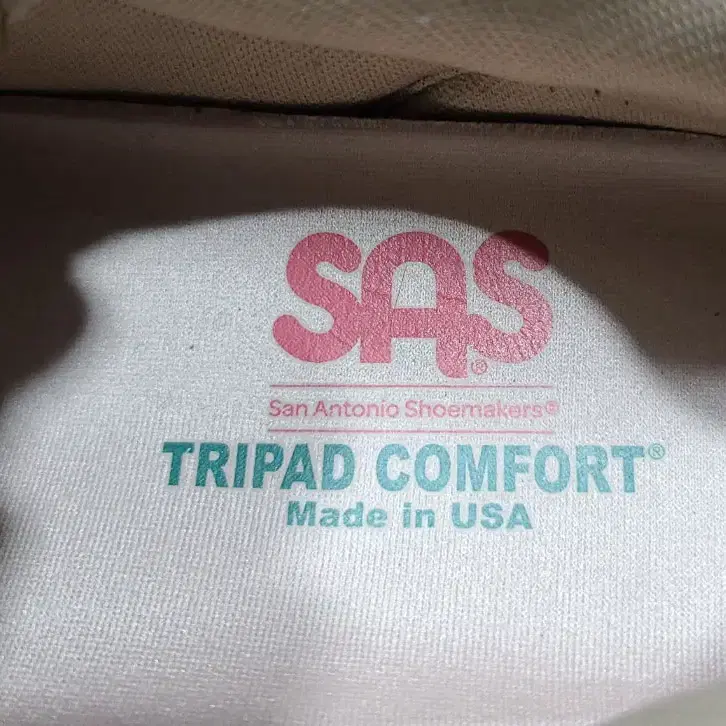 SAS®
San Antonio Shoemakers®
TRIPAD COMFORT®
Made in USA